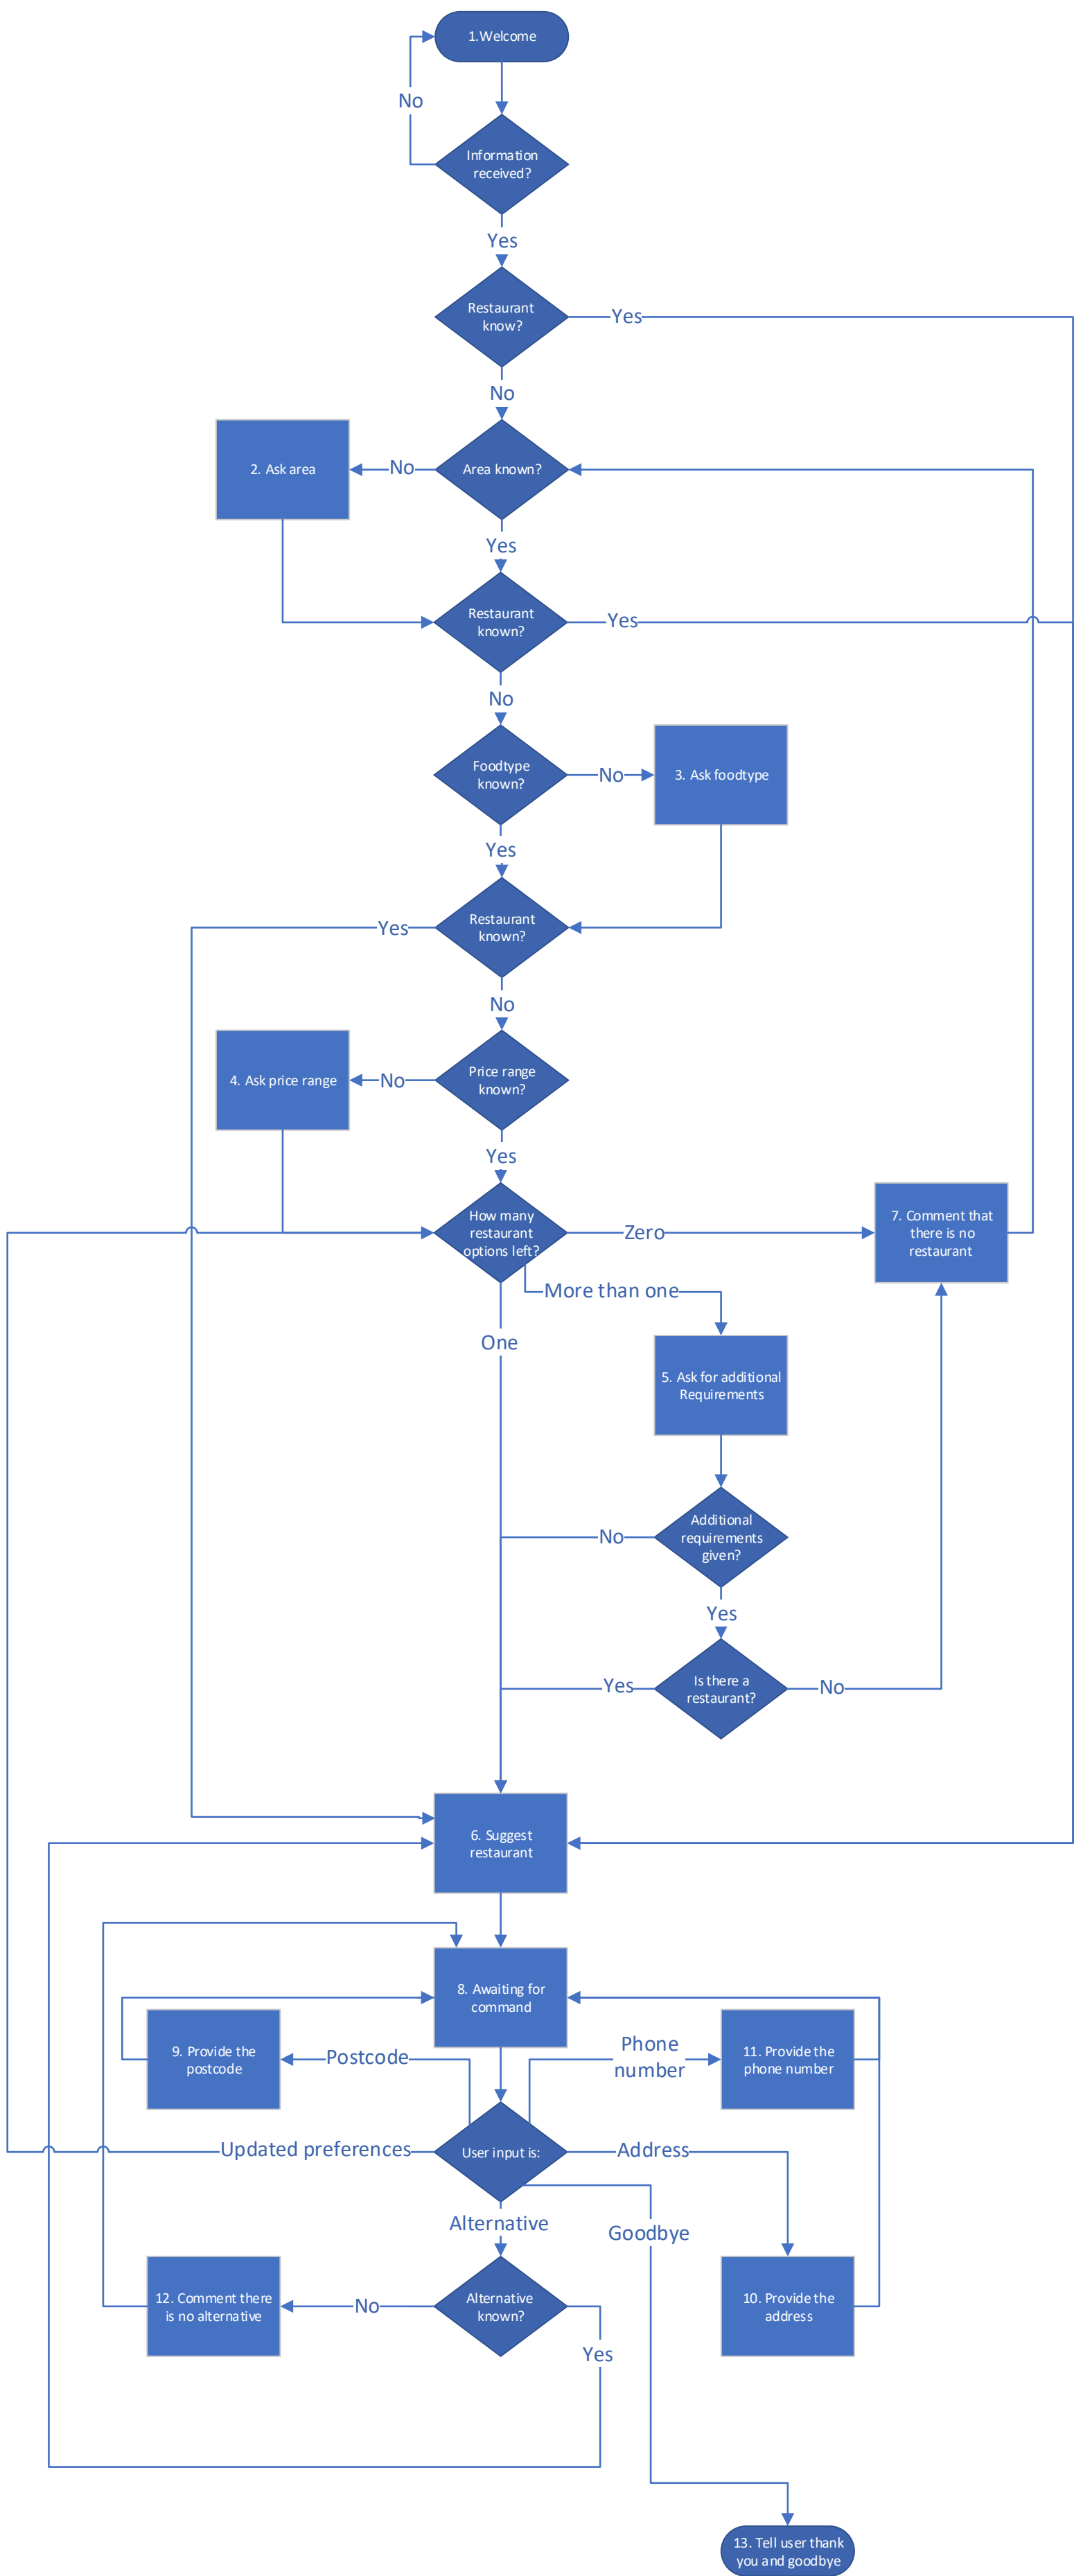 1.Welcome
No
Information
received?
Yes
Restaurant
know?
Yes
No
2. Ask area
No
Area known?
Yes
Restaurant
known?
Yes
No
Foodtype
known?
No
3. Ask foodtype
Yes
Yes
Restaurant
known?
No
4. Ask price range
No
Price range
known?
Yes
How many
restaurant
options left?
Zero
7. Comment that
there is no
restaurant
More than one
One
5. Ask for additional
Requirements
No
Additional
requirements
given?
Yes
Yes
Is there a
restaurant?
No
6. Suggest
restaurant
8. Awaiting for
command
9. Provide the
postcode
Postcode
Phone
number
11. Provide the
phone number
Updated preferences
User input is:
Address
Alternative
Goodbye
12. Comment there
is no alternative
No
Alternative
known?
Yes
10. Provide the
address
13. Tell user thank
you and goodbye